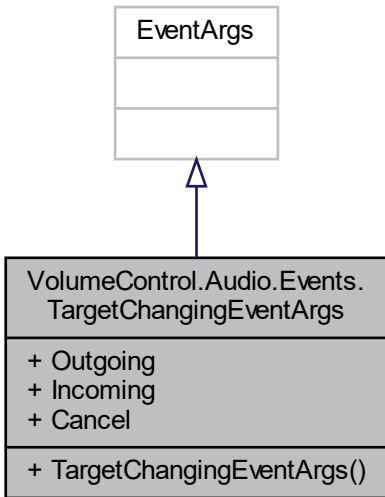 EventArgs
VolumeControl.Audio.Events.
TargetChangingEventArgs
+ Outgoing
+ Incoming
+ Cancel
+ TargetChangingEventArgs()